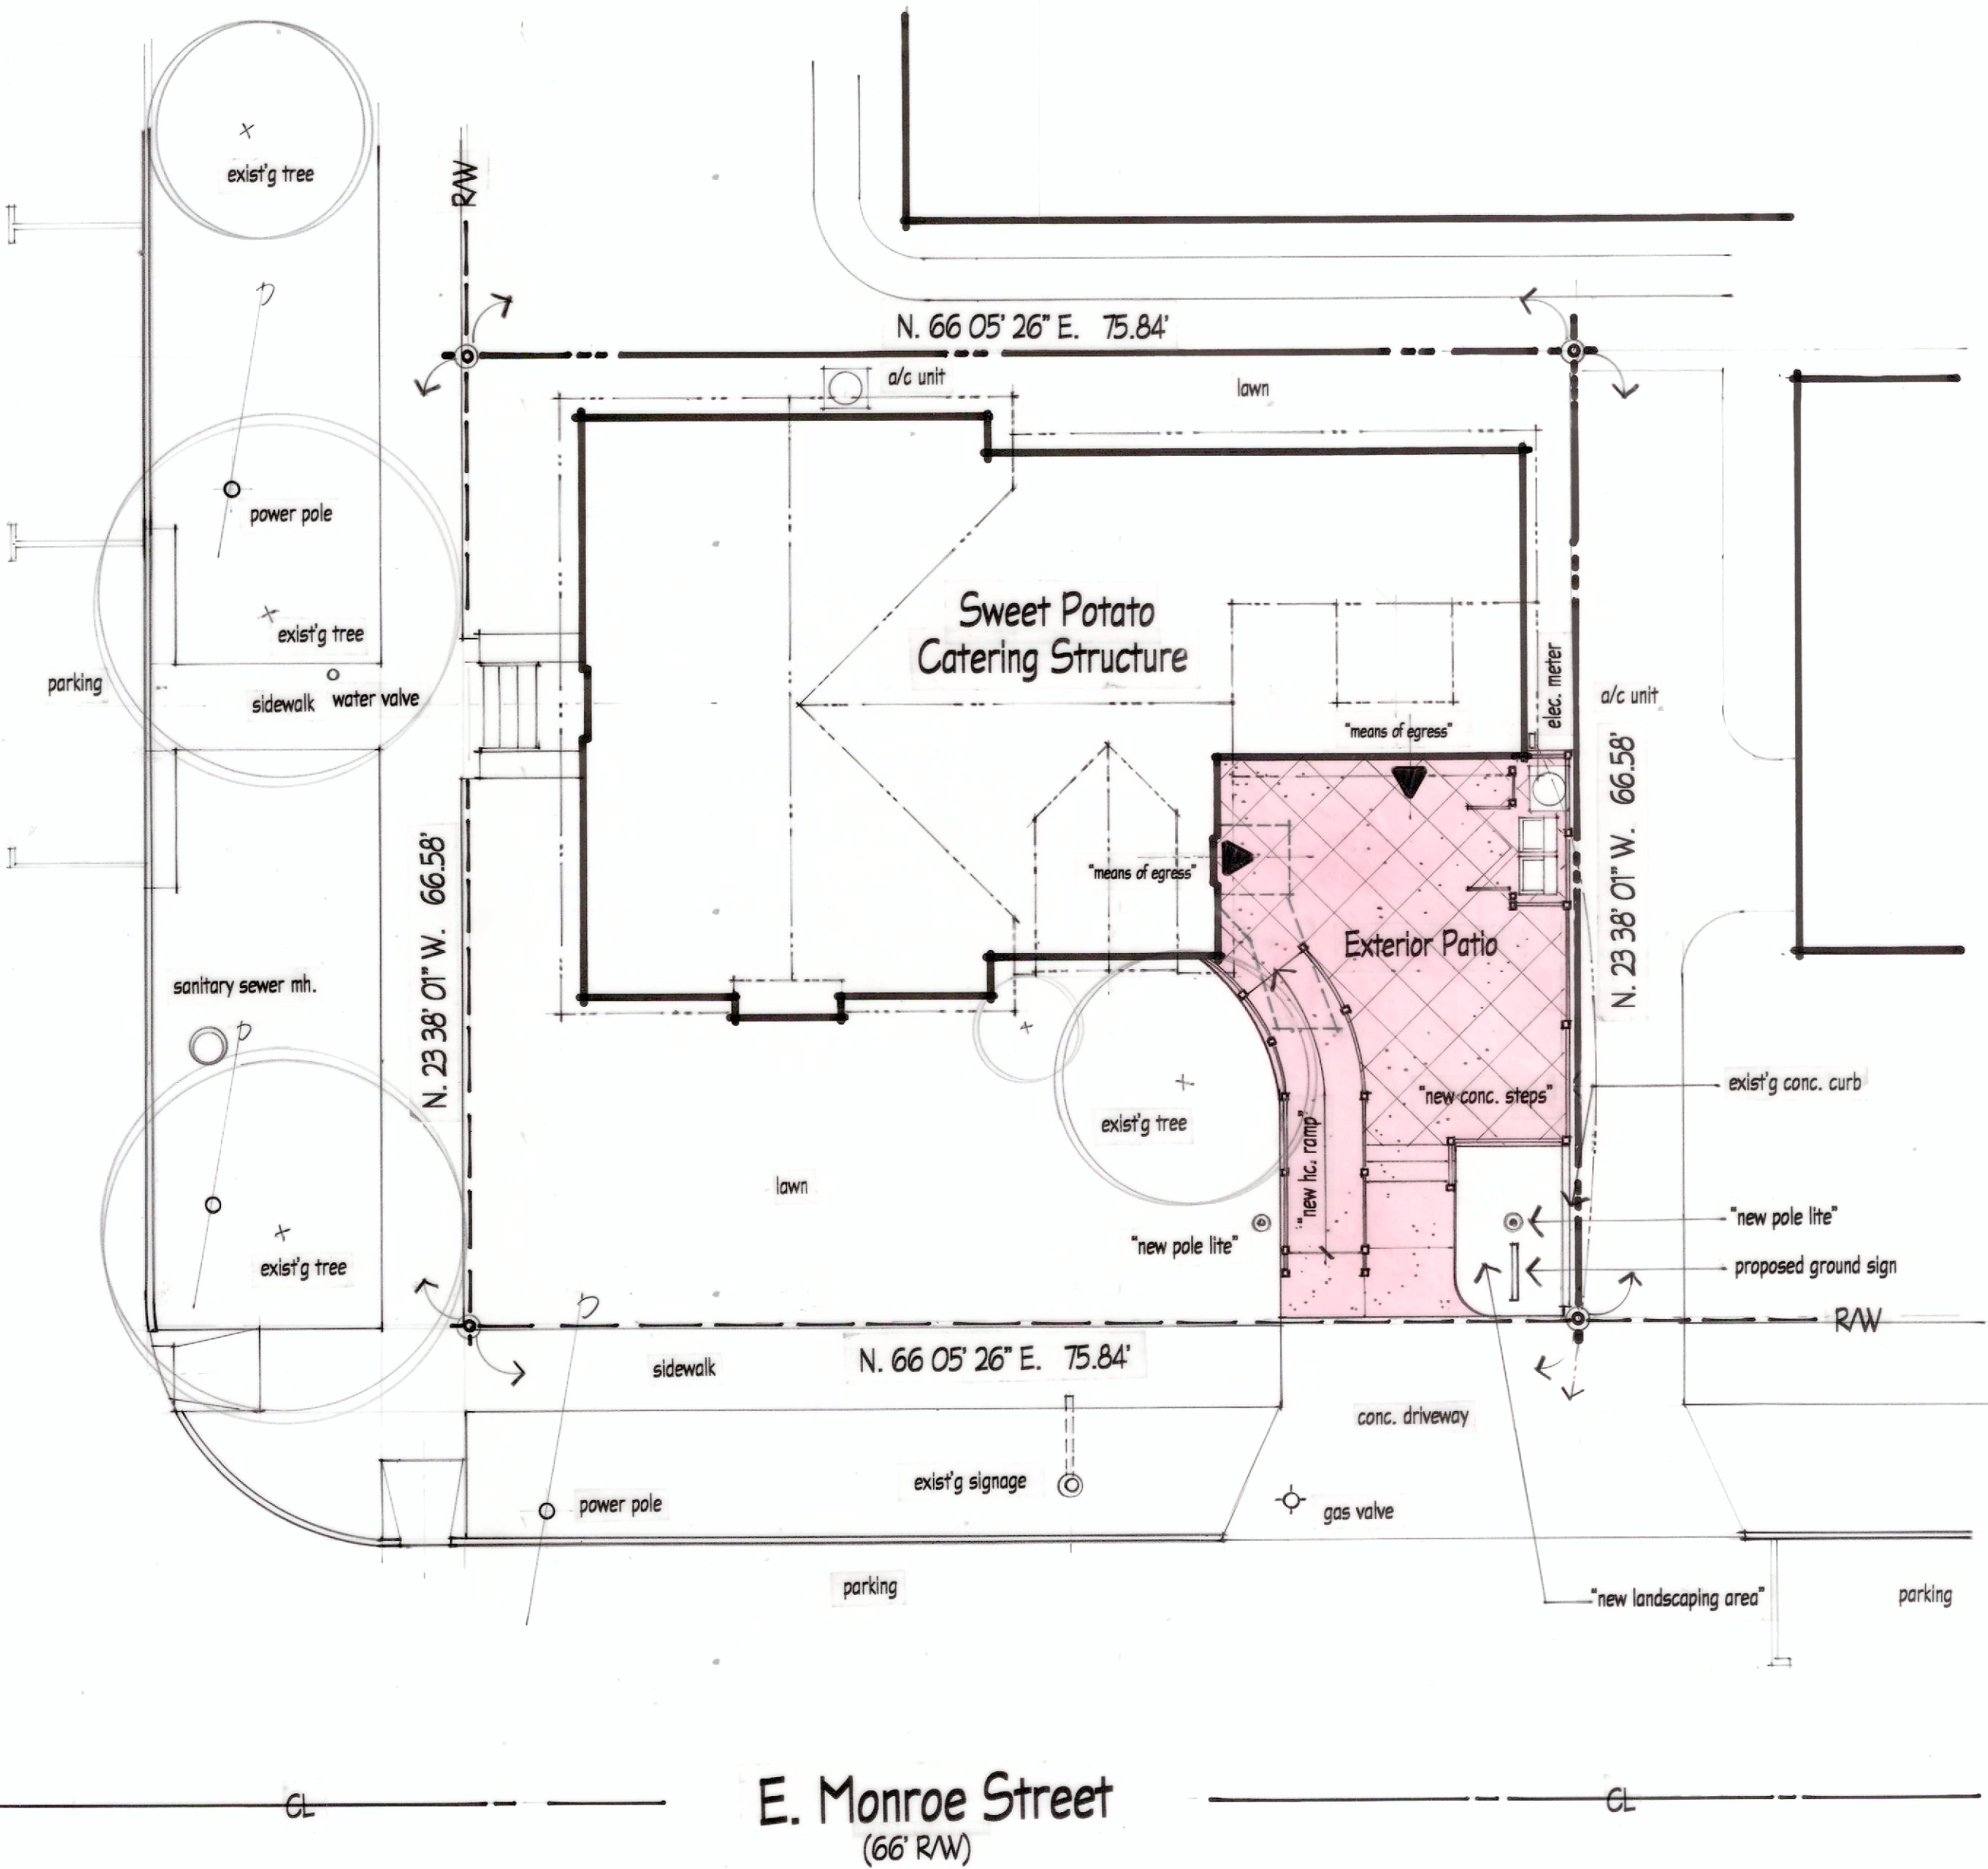 exist'g tree
R/W
N. 66 05' 26" E. 75.84'
a/c unit
lawn
power pole
exist'g tree
parking
sidewalk
water valve
Sweet Potato
Catering Structure
elec. meter
a/c unit
"means of egress"
N. 23 38' 01" W. 66.58'
N. 23 38' 01" W. 66.58'
"means of egress"
Exterior Patio
sanitary sewer mh.
"new conc. steps"
exist'g conc. curb
exist'g tree
"new hc. ramp"
lawn
"new pole lite"
"new pole lite"
exist'g tree
proposed ground sign
R/W
sidewalk
N. 66 05' 26" E. 75.84'
conc. driveway
exist'g signage
power pole
gas valve
parking
"new landscaping area"
parking
CL
E. Monroe Street
CL
(66' R/W)